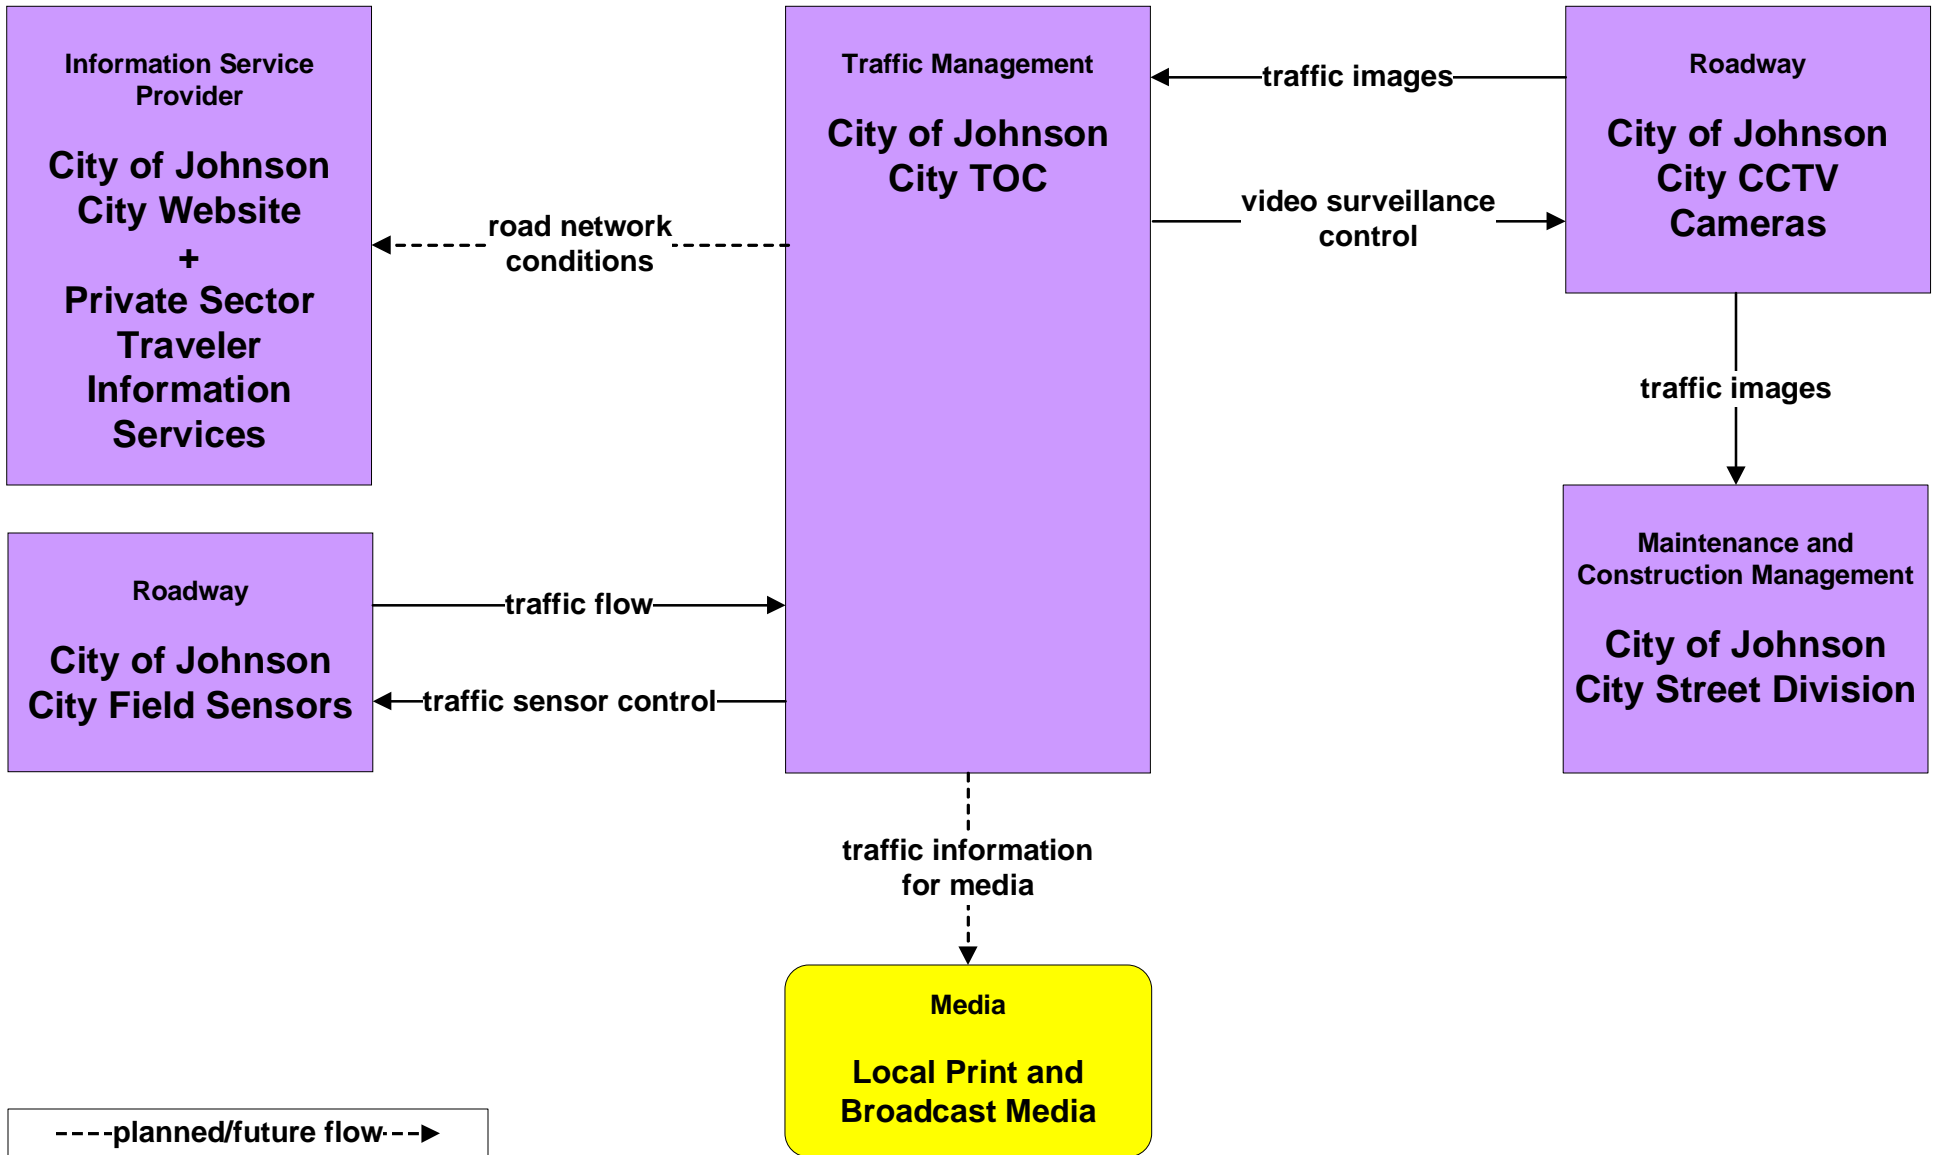 Information Service
Provider
City of Johnson
City Website
+
Private Sector
Traveler
Information
Services
road network
conditions
Traffic Management
City of Johnson
City TOC
traffic images
video surveillance
control
Roadway
City of Johnson
City CCTV
Cameras
traffic images
Maintenance and
Construction Management
City of Johnson
City Street Division
Roadway
City of Johnson
City Field Sensors
traffic flow
traffic sensor control
traffic information
for media
Media
Local Print and
Broadcast Media
planned/future flow